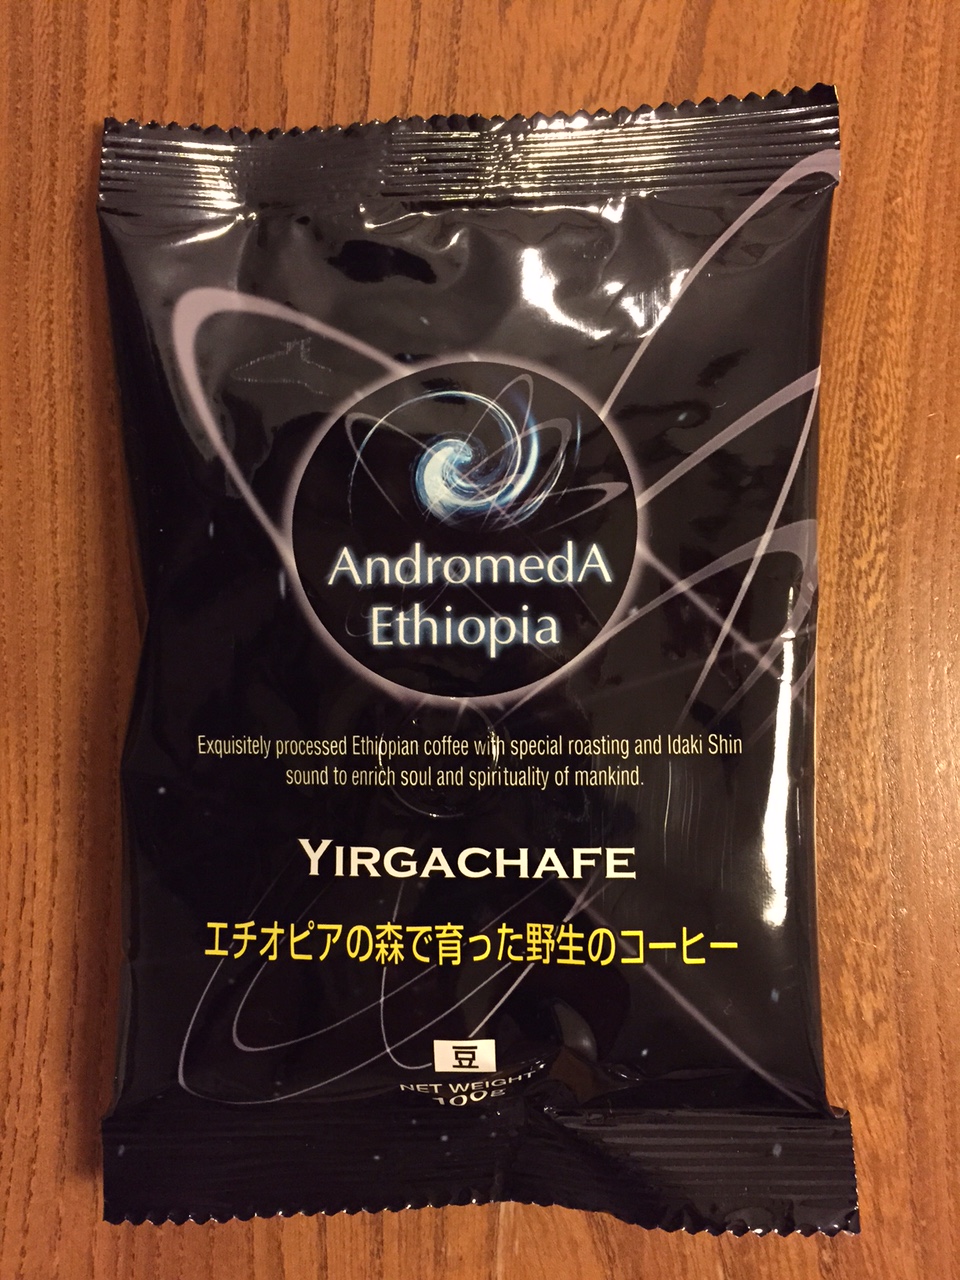 AndromedA
Ethiopia
Exquisitely processed Ethiopian coffee with special roasting and Idaki Shin
sound to enrich soul and spirituality of mankind.
YIRGACHAFE
エチオピアの森で育った野生のコーヒー
豆
NET WEIGHT
100g